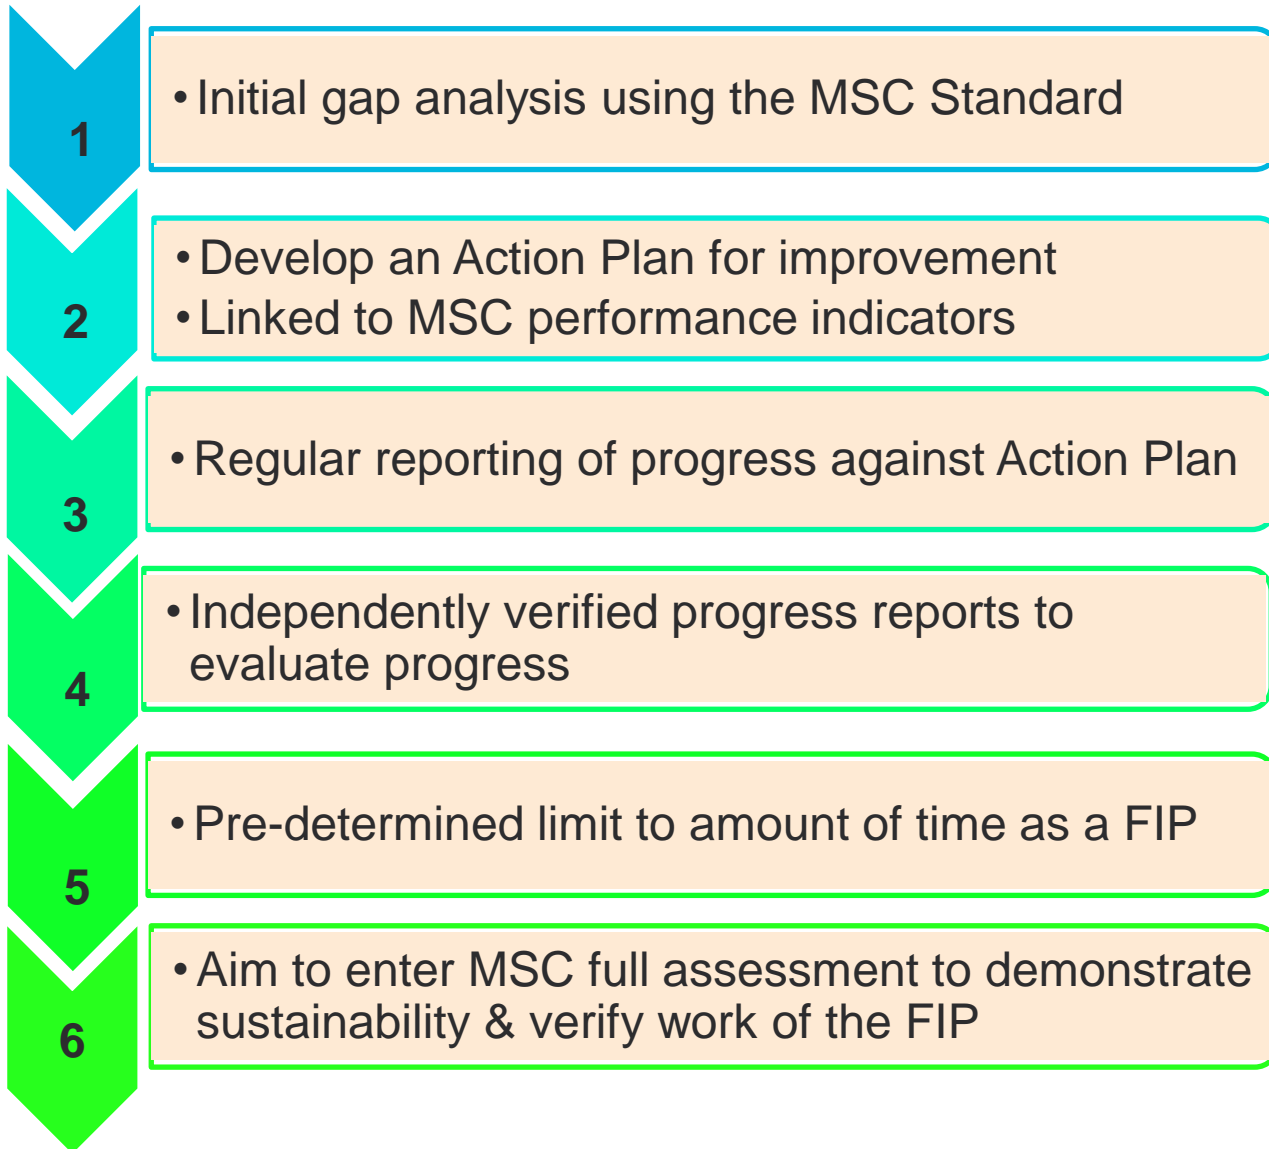 1
• Initial gap analysis using the MSC Standard
2
• Develop an Action Plan for improvement
• Linked to MSC performance indicators
3
• Regular reporting of progress against Action Plan
4
• Independently verified progress reports to
evaluate progress
5
• Pre-determined limit to amount of time as a FIP
6
• Aim to enter MSC full assessment to demonstrate
sustainability & verify work of the FIP